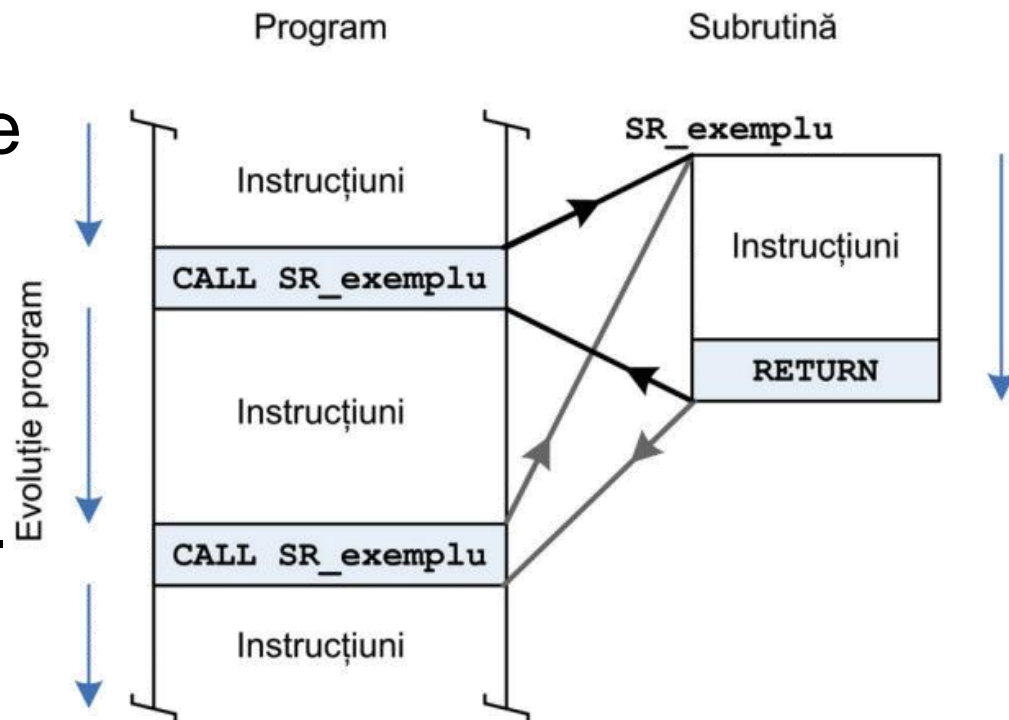 Program
Subrutină
e
SR_exemplu
Instrucțiuni
Instrucțiuni
CALL SR_exemplu
RETURN
Evoluție program
Instrucțiuni
CALL SR_exemplu
Instrucțiuni